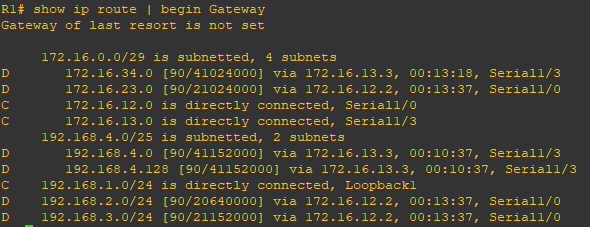 R1# show ip route | begin Gateway
Gateway of last resort is not set

     172.16.0.0/29 is subnetted, 4 subnets
D       172.16.34.0 [90/41024000] via 172.16.13.3, 00:13:18, Serial1/3
D       172.16.23.0 [90/21024000] via 172.16.12.2, 00:13:37, Serial1/0
C       172.16.12.0 is directly connected, Serial1/0
C       172.16.13.0 is directly connected, Serial1/3
     192.168.4.0/25 is subnetted, 2 subnets
D       192.168.4.0 [90/41152000] via 172.16.13.3, 00:10:37, Serial1/3
D       192.168.4.128 [90/41152000] via 172.16.13.3, 00:10:37, Serial1/3
C    192.168.1.0/24 is directly connected, Loopback1
D    192.168.2.0/24 [90/20640000] via 172.16.12.2, 00:13:37, Serial1/0
D    192.168.3.0/24 [90/21152000] via 172.16.12.2, 00:13:37, Serial1/0